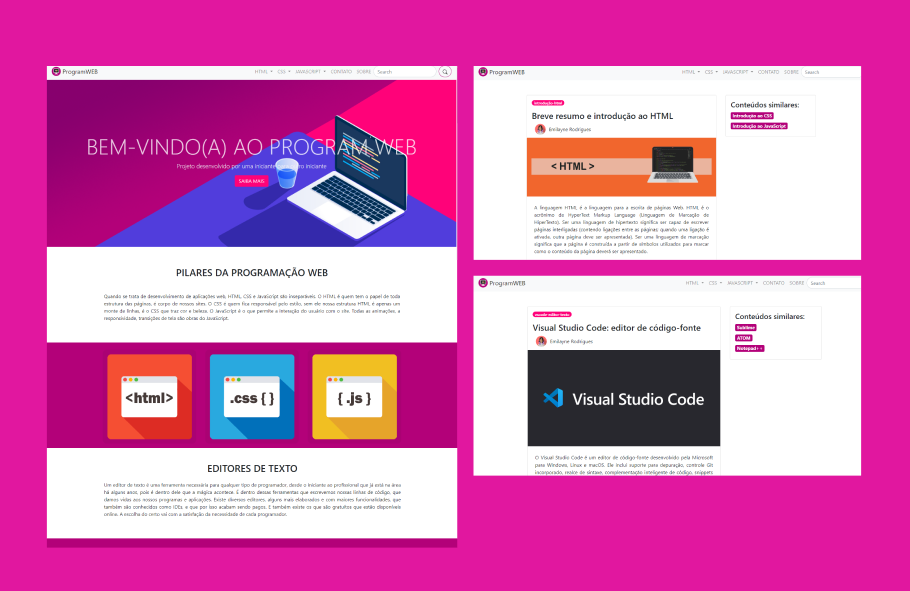 ProgramWEB
HTML CSS JAVASCRIPT CONTATO SOBRE Search
BEM-VINDO(A) AO PROGRAM WEB
Projeto desenvolvido por uma iniciante iniciante
SAIBA MAIS
PILARES DA PROGRAMAÇÃO WEB
Quando se trata de desenvolvimento de aplicações web, HTML, CSS e JavaScript são inseparáveis. O HTML é quem tem o papel de toda
estrutura das páginas, é corpo de nossos sites. O CSS é quem fica responsável pelo estilo, sem ele nossa estrutura HTML é apenas um
monte de linhas, é o CSS que traz cor e beleza. O JavaScript é o que permite a interação do usuário com o site. Todas as animações, a
responsividade, transições de tela são obras do JavaScript.
<html>
.css { }
{ .js }
EDITORES DE TEXTO
Um editor de texto é uma ferramenta necessária para qualquer tipo de programador, desde o iniciante ao profissional que já está na área
há alguns anos, pois é dentro dele que a mágica acontece. É dentro dessas ferramentas que escrevemos nossas linhas de código, que
damos vidas aos nossos programas e aplicações. Existe diversos editores, alguns mais elaborados e com maiores funcionalidades, que
também são conhecidos como IDEs, e que por isso acabam sendo pagos. E também existe os que são gratuitos que estão disponíveis
online. A escolha do certo vai com a satisfação da necessidade de cada programador.
ProgramWEB
HTML CSS JAVASCRIPT CONTATO SOBRE Search
introdução-html
Breve resumo e introdução ao HTML
Emilayne Rodrigues
< HTML >
A linguagem HTML é a linguagem para a escrita de páginas Web. HTML é o
acrônimo de HyperText Markup Language (Linguagem de Marcação de
HiperTexto). Ser uma linguagem de hipertexto significa ser capaz de escrever
páginas interligadas (contendo ligações entre as páginas; quando uma ligação é
ativada, outra página deve ser apresentada). Ser uma linguagem de marcação
significa que a página é construída a partir de símbolos utilizados para marcar
como o conteúdo da página deverá ser apresentado.
Conteúdos similares:
Introdução ao CSS
Introdução ao JavaScript
ProgramWEB
HTML CSS JAVASCRIPT CONTATO SOBRE Search
Visual Studio Code: editor de código-fonte
Emilayne Rodrigues
Visual Studio Code
O Visual Studio Code é um editor de código-fonte desenvolvido pela Microsoft
para Windows, Linux e macOS. Ele inclui suporte para depuração, controle Git
incorporado, realce de sintaxe, complementação inteligente de código, snippets
Conteúdos similares:
Sublime
ATOM
Notepad++